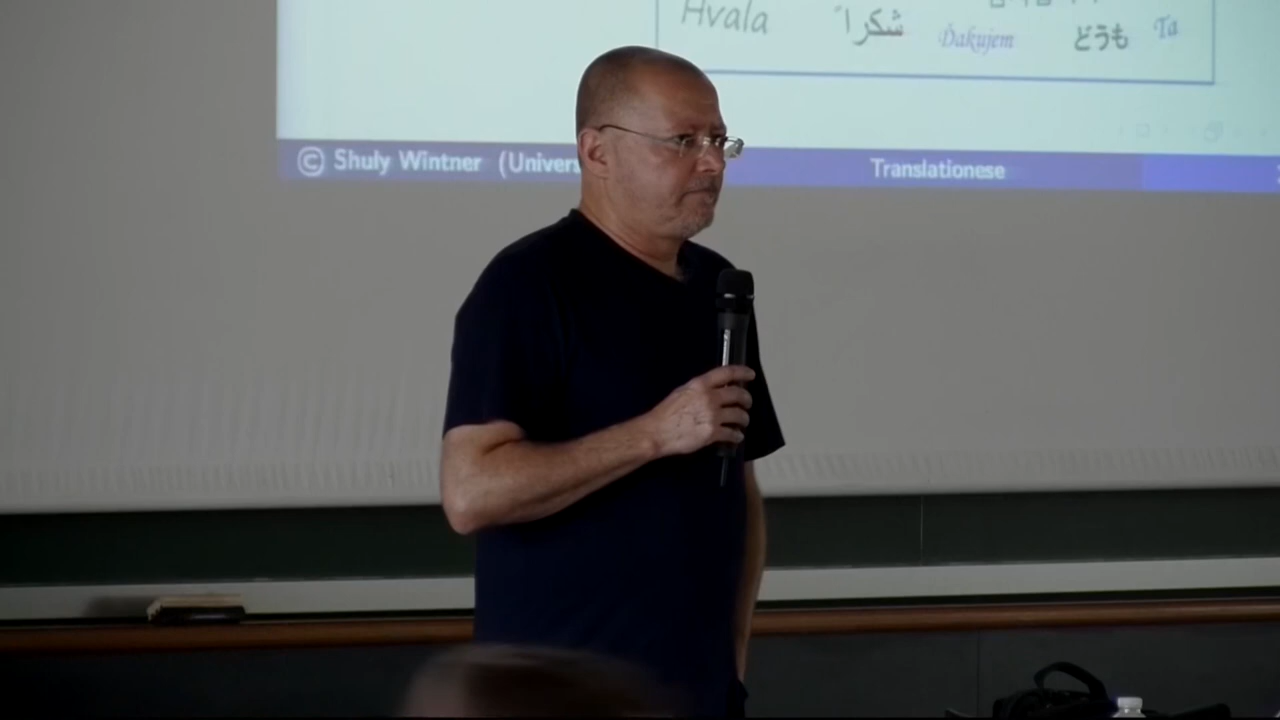 Hvala شكراً Ďakujem どうも Ta
© Shuly Wintner (Univers Translationese